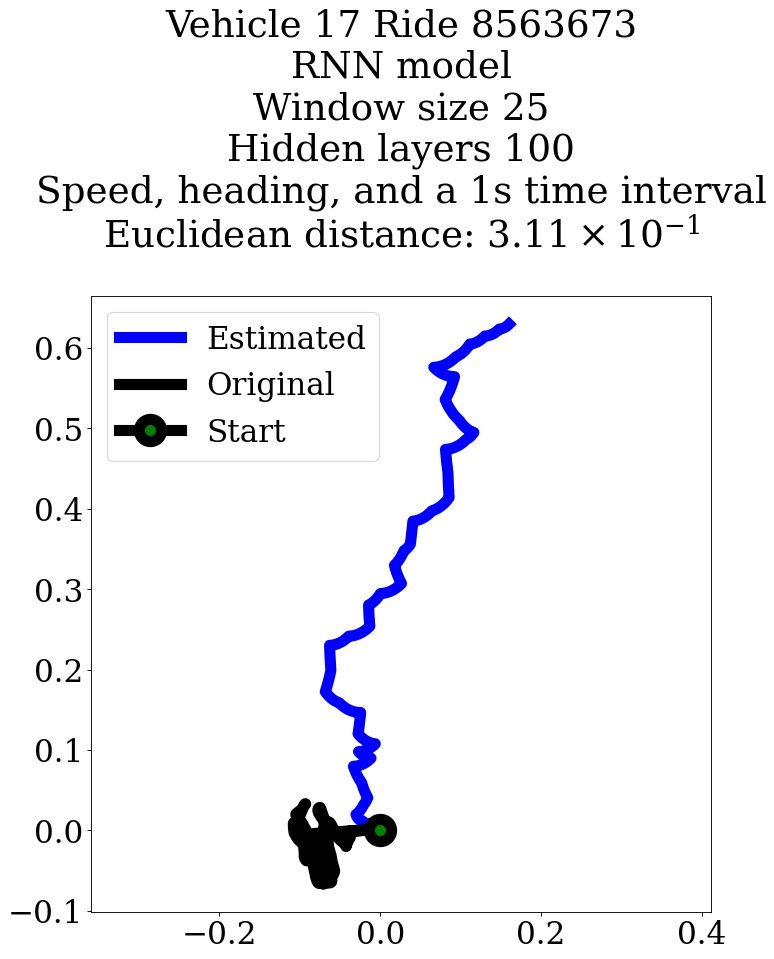 Vehicle 17 Ride 8563673
RNN model
Window size 25
Hidden layers 100
Speed, heading, and a 1s time interval
Euclidean distance: 3.11 × 10⁻¹
Estimated
Original
Start
0.6
0.5
0.4
0.3
0.2
0.1
0.0
−0.1
−0.2
0.0
0.2
0.4